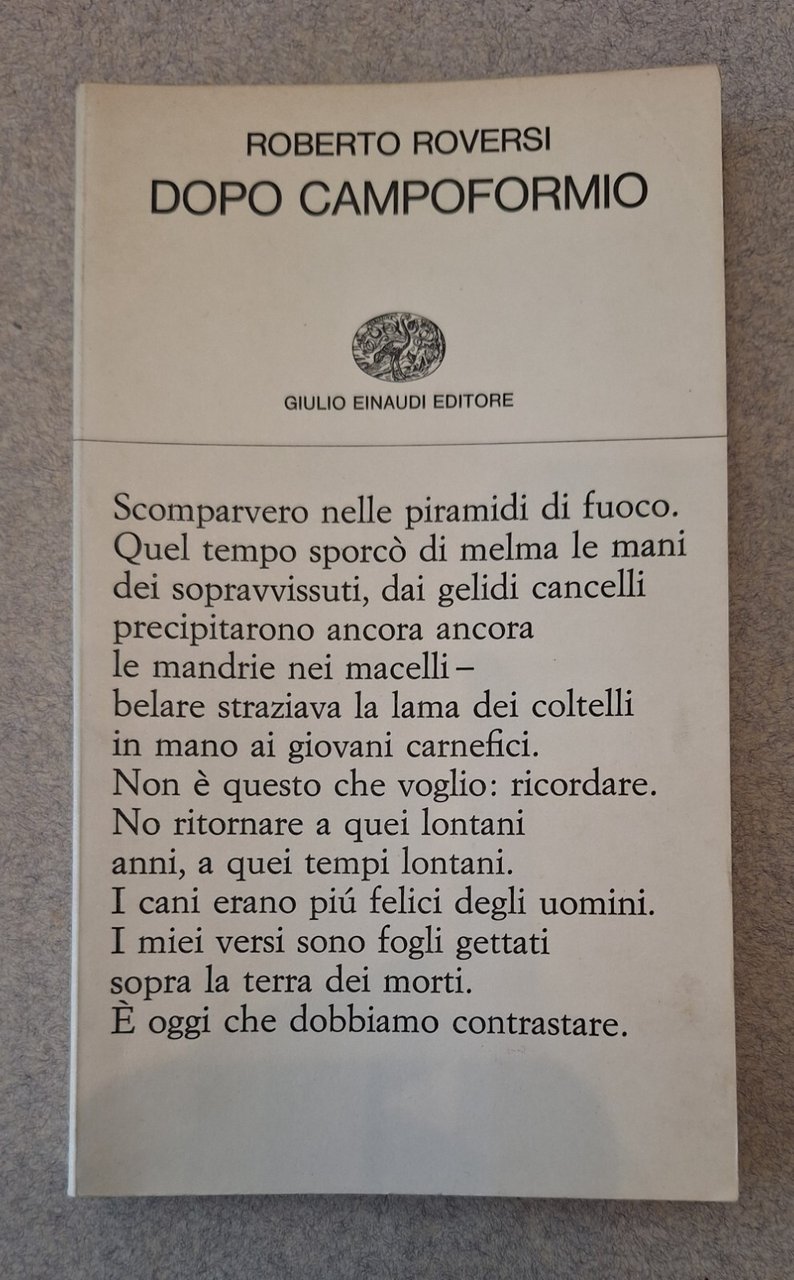 ROBERTO ROVERSI
DOPO CAMPOFORMIO
GIULIO EINAUDI EDITORE
Scomparvero nelle piramidi di fuoco.
Quel tempo sporcò di melma le mani
dei sopravvissuti, dai gelidi cancelli
precipitarono ancora ancora
le mandrie nei macelli –
belare straziava la lama dei coltelli
in mano ai giovani carnefici.
Non è questo che voglio: ricordare.
No ritornare a quei lontani
anni, a quei tempi lontani.
I cani erano piú felici degli uomini.
I miei versi sono fogli gettati
sopra la terra dei morti.
È oggi che dobbiamo contrastare.